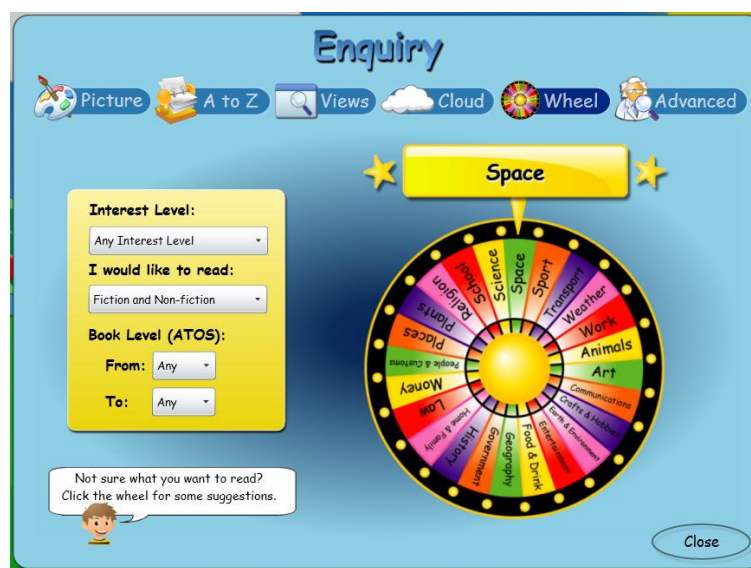 Enquiry
Picture
A to Z
Views
Cloud
Wheel
Advanced
Space
Interest Level:
Any Interest Level
I would like to read:
Fiction and Non-fiction
Book Level (ATOS):
From: Any
To: Any
Space
Sport
Transport
Weather
Work
Animals
Art
Communications
Crafts & Hobbies
Earth & Environment
Entertainment
Food & Drink
Geography
Government
History
Home & Family
Law
Money
People & Customs
Places
Plants
Religion
School
Science
Not sure what you want to read?
Click the wheel for some suggestions.
Close